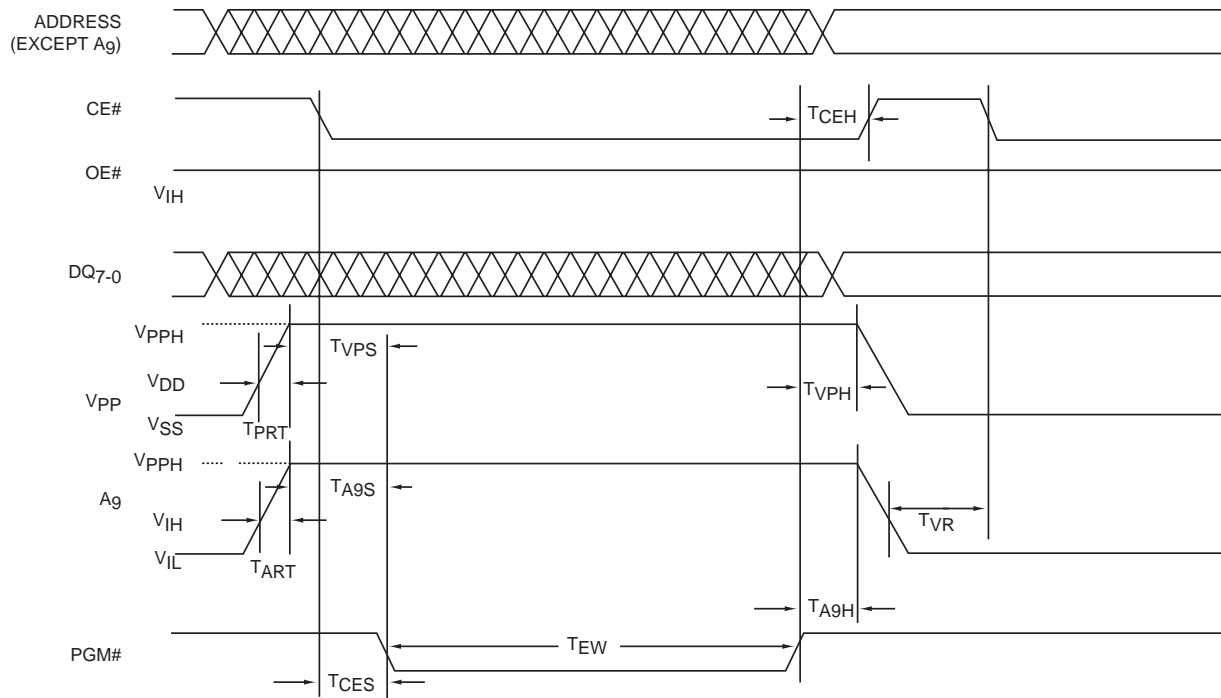 ADDRESS
(EXCEPT A9)
CE#
TCEH
OE#
VIH
DQ7-0
VPPH
TVPS
VDD
TVPH
VPP
VSS
TPRT
VPPH
A9
TA9S
VIH
TVR
VIL
TART
TA9H
TEW
PGM#
TCES